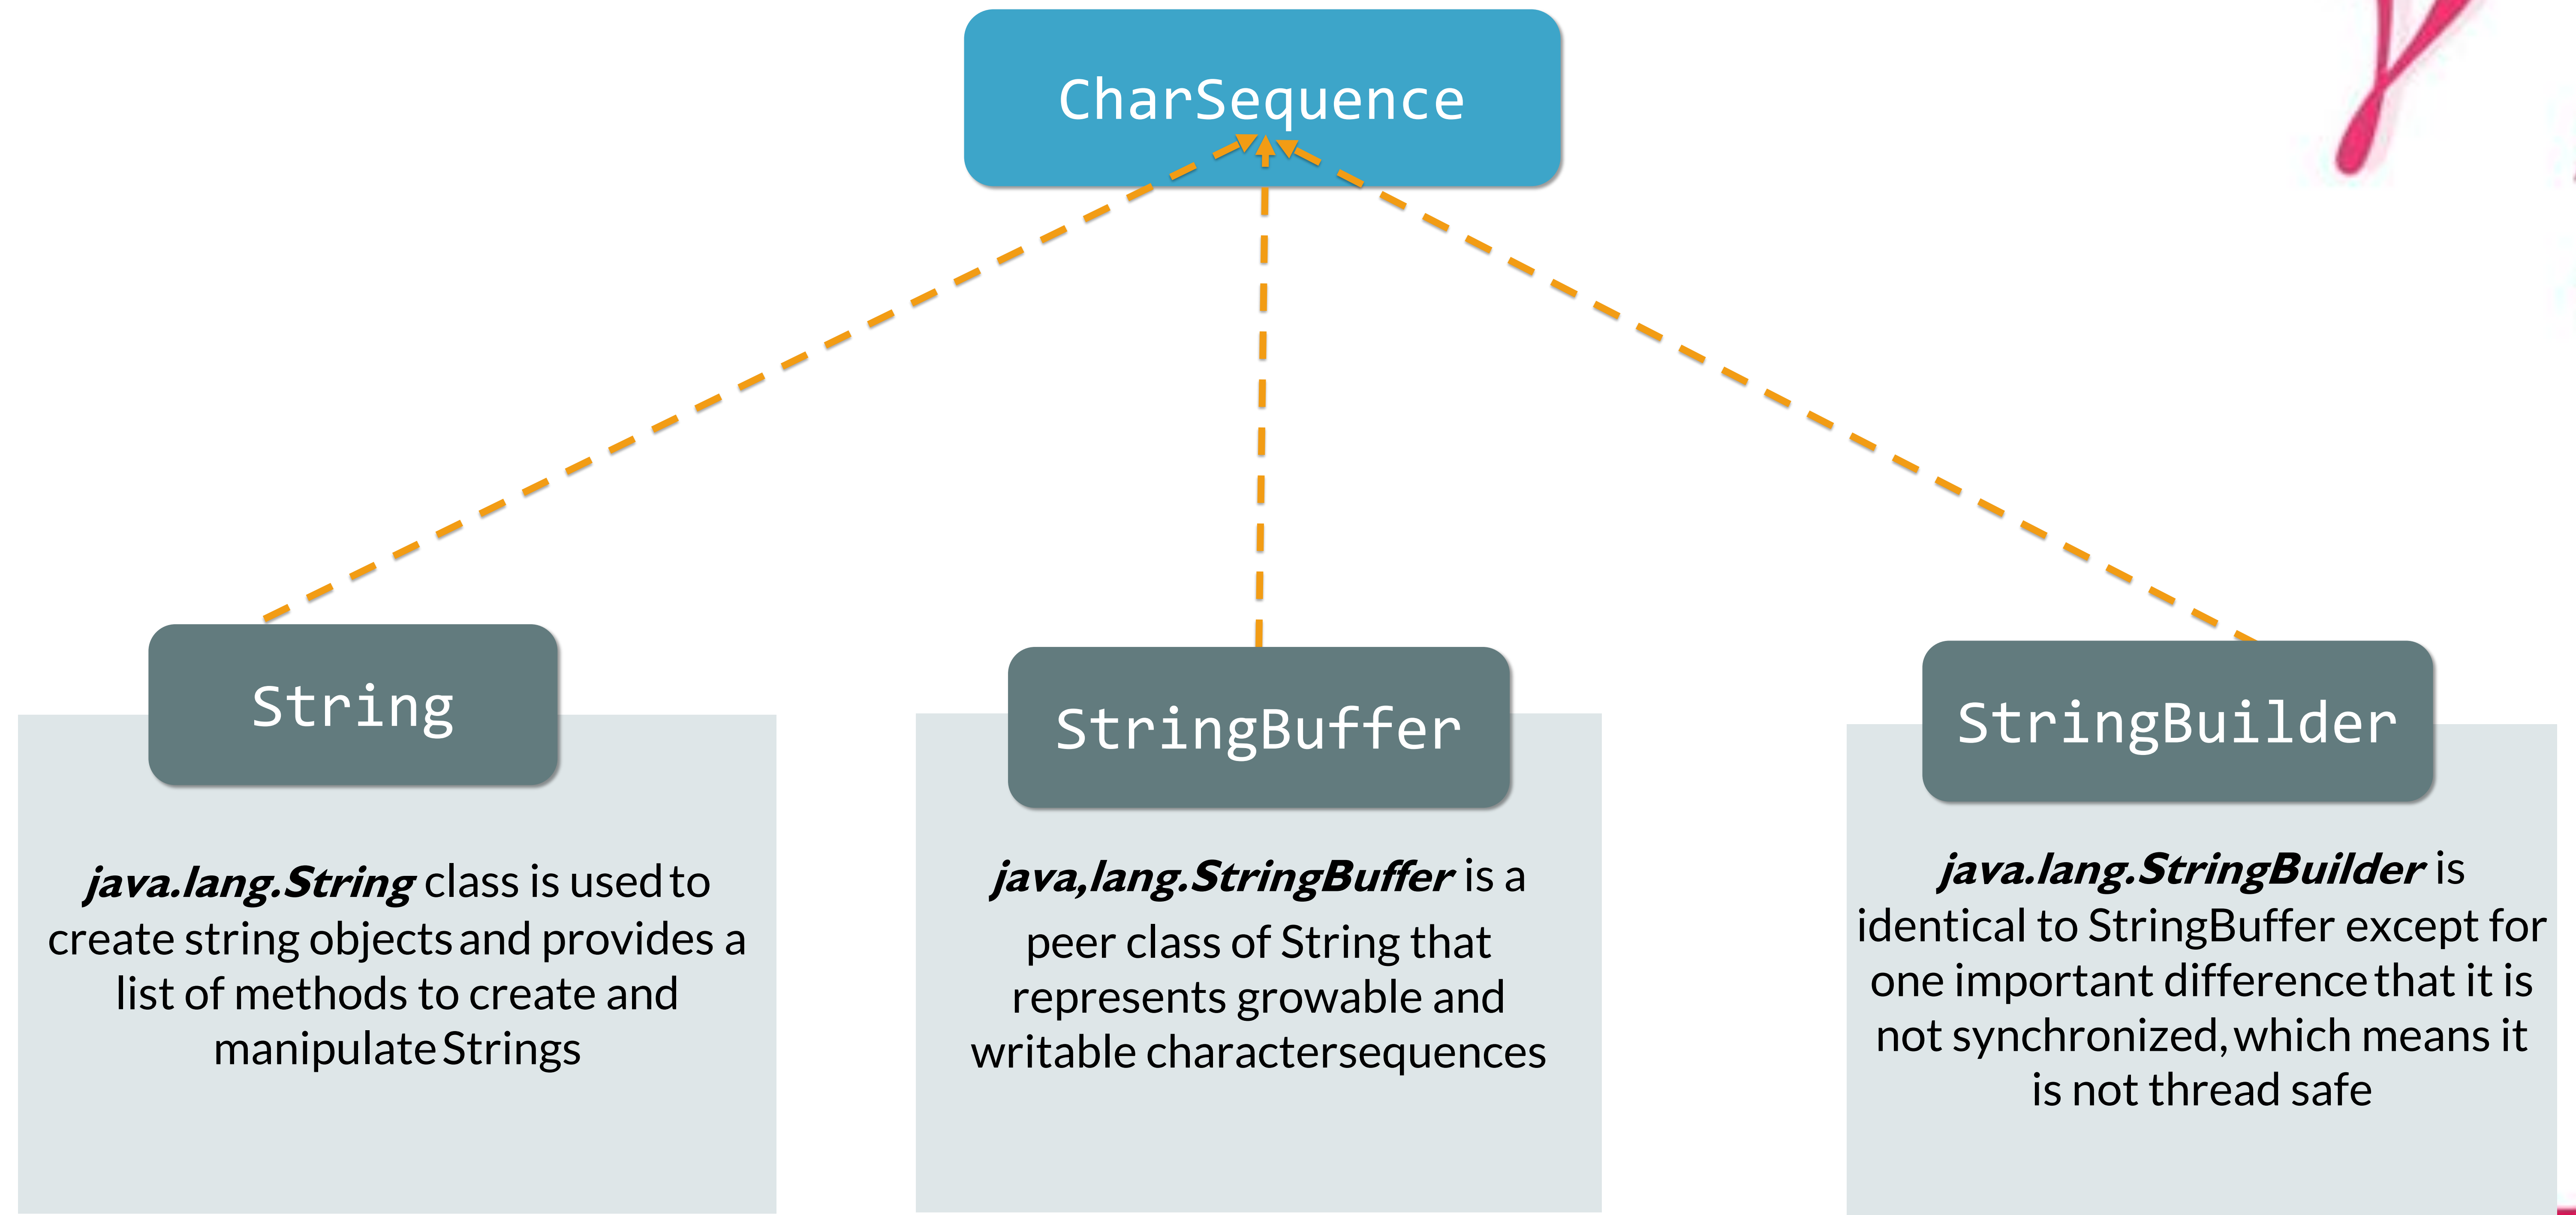 CharSequence
String
java.lang.String class is used to
create string objects and provides a
list of methods to create and
manipulate Strings
StringBuffer
java,lang.StringBuffer is a
peer class of String that
represents growable and
writable charactersequences
StringBuilder
java.lang.StringBuilder is
identical to StringBuffer except for
one important difference that it is
not synchronized, which means it
is not thread safe